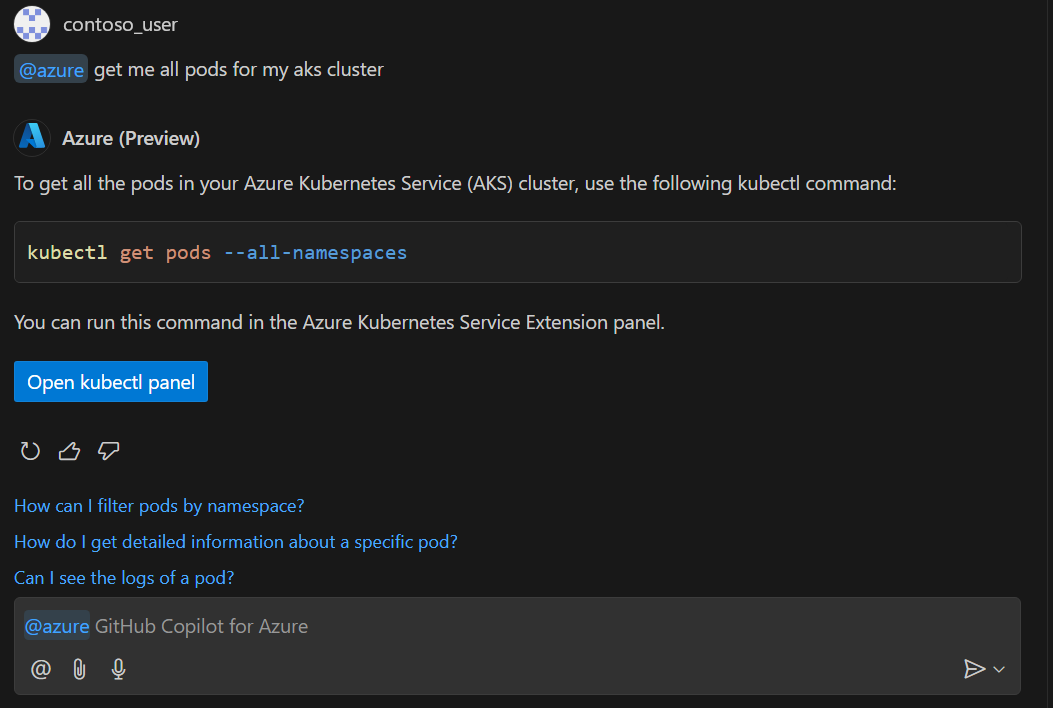 contoso_user
@azure get me all pods for my aks cluster
Azure (Preview)
To get all the pods in your Azure Kubernetes Service (AKS) cluster, use the following kubectl command:
kubectl get pods --all-namespaces
You can run this command in the Azure Kubernetes Service Extension panel.
Open kubectl panel
How can I filter pods by namespace?
How do I get detailed information about a specific pod?
Can I see the logs of a pod?
@azure GitHub Copilot for Azure
@